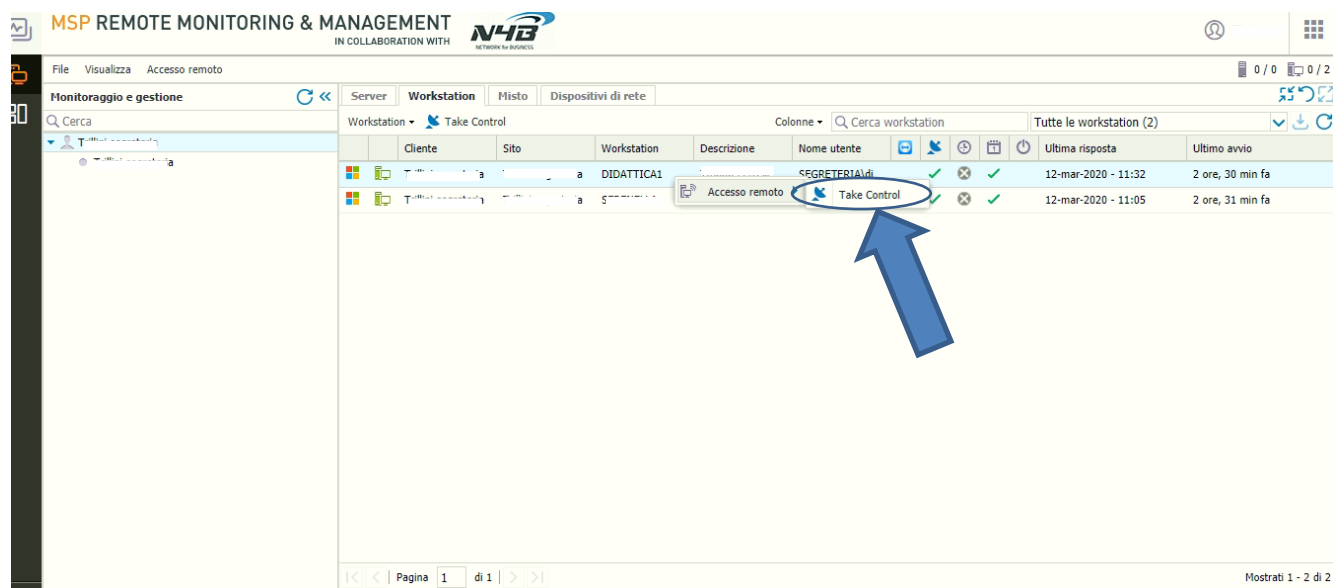 MSP REMOTE MONITORING & MANAGEMENT
IN COLLABORATION WITH N4B
NETWORK for BUSINESS
File Visualizza Accesso remoto 0 / 0 0 / 2
Monitoraggio e gestione
Server Workstation Misto Dispositivi di rete
Cerca
Workstation Take Control Colonne Cerca workstation Tutte le workstation (2)
Cliente Sito Workstation Descrizione Nome utente Ultima risposta Ultimo avvio
DIDATTICA1 SEGRETERIA\di 12-mar-2020 - 11:32 2 ore, 30 min fa
Accesso remoto Take Control
12-mar-2020 - 11:05 2 ore, 31 min fa
Pagina 1 di 1 Mostrati 1 - 2 di 2